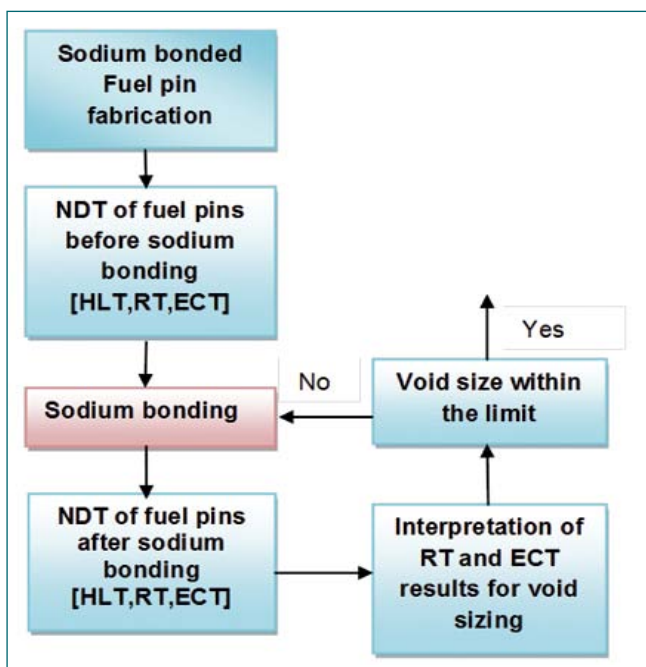 Sodium bonded
Fuel pin
fabrication
NDT of fuel pins
before sodium
bonding
[HLT,RT,ECT]
Sodium bonding
NDT of fuel pins
after sodium
bonding
[HLT,RT,ECT]
Interpretation of
RT and ECT
results for void
sizing
Void size within
the limit
No
Yes